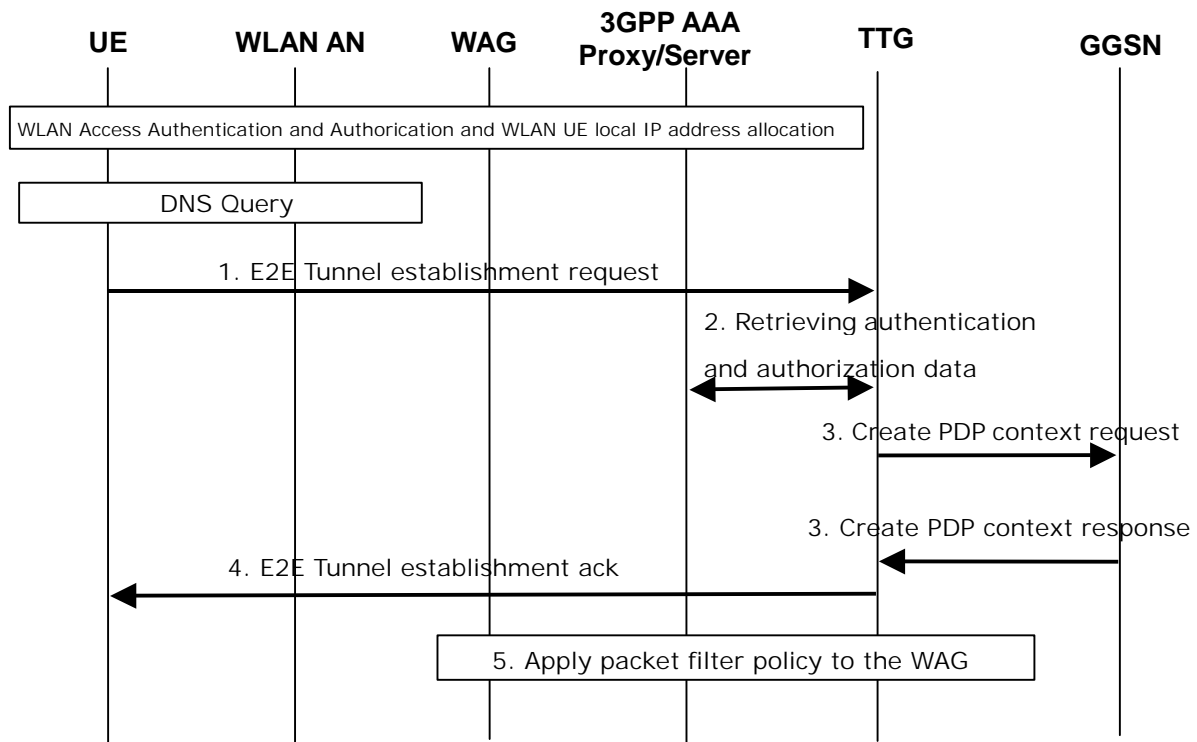 UE
WLAN AN
WAG
3GPP AAA
Proxy/Server
TTG
GGSN
WLAN Access Authentication and Authorication and WLAN UE local IP address allocation
DNS Query
1. E2E Tunnel establishment request
2. Retrieving authentication
and authorization data
3. Create PDP context request
3. Create PDP context response
4. E2E Tunnel establishment ack
5. Apply packet filter policy to the WAG